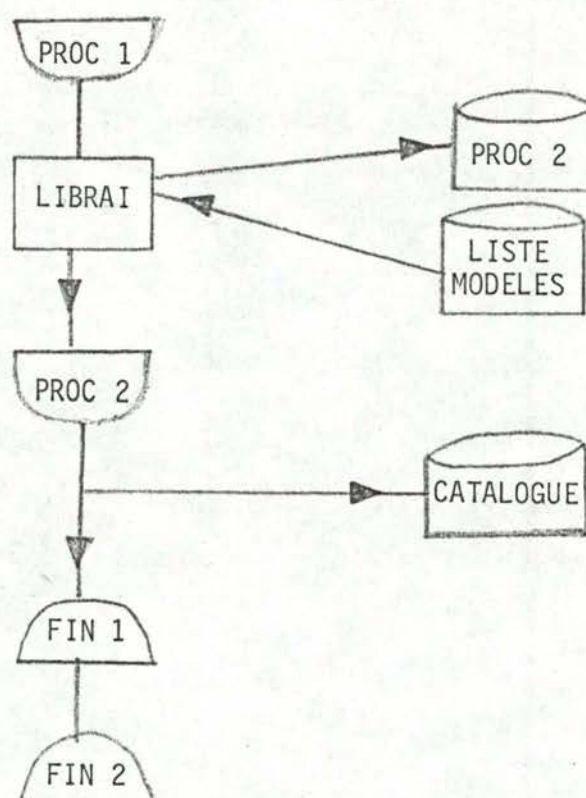 PROC 1
LIBRAI
PROC 2
LISTE
MODELES
PROC 2
CATALOGUE
FIN 1
FIN 2